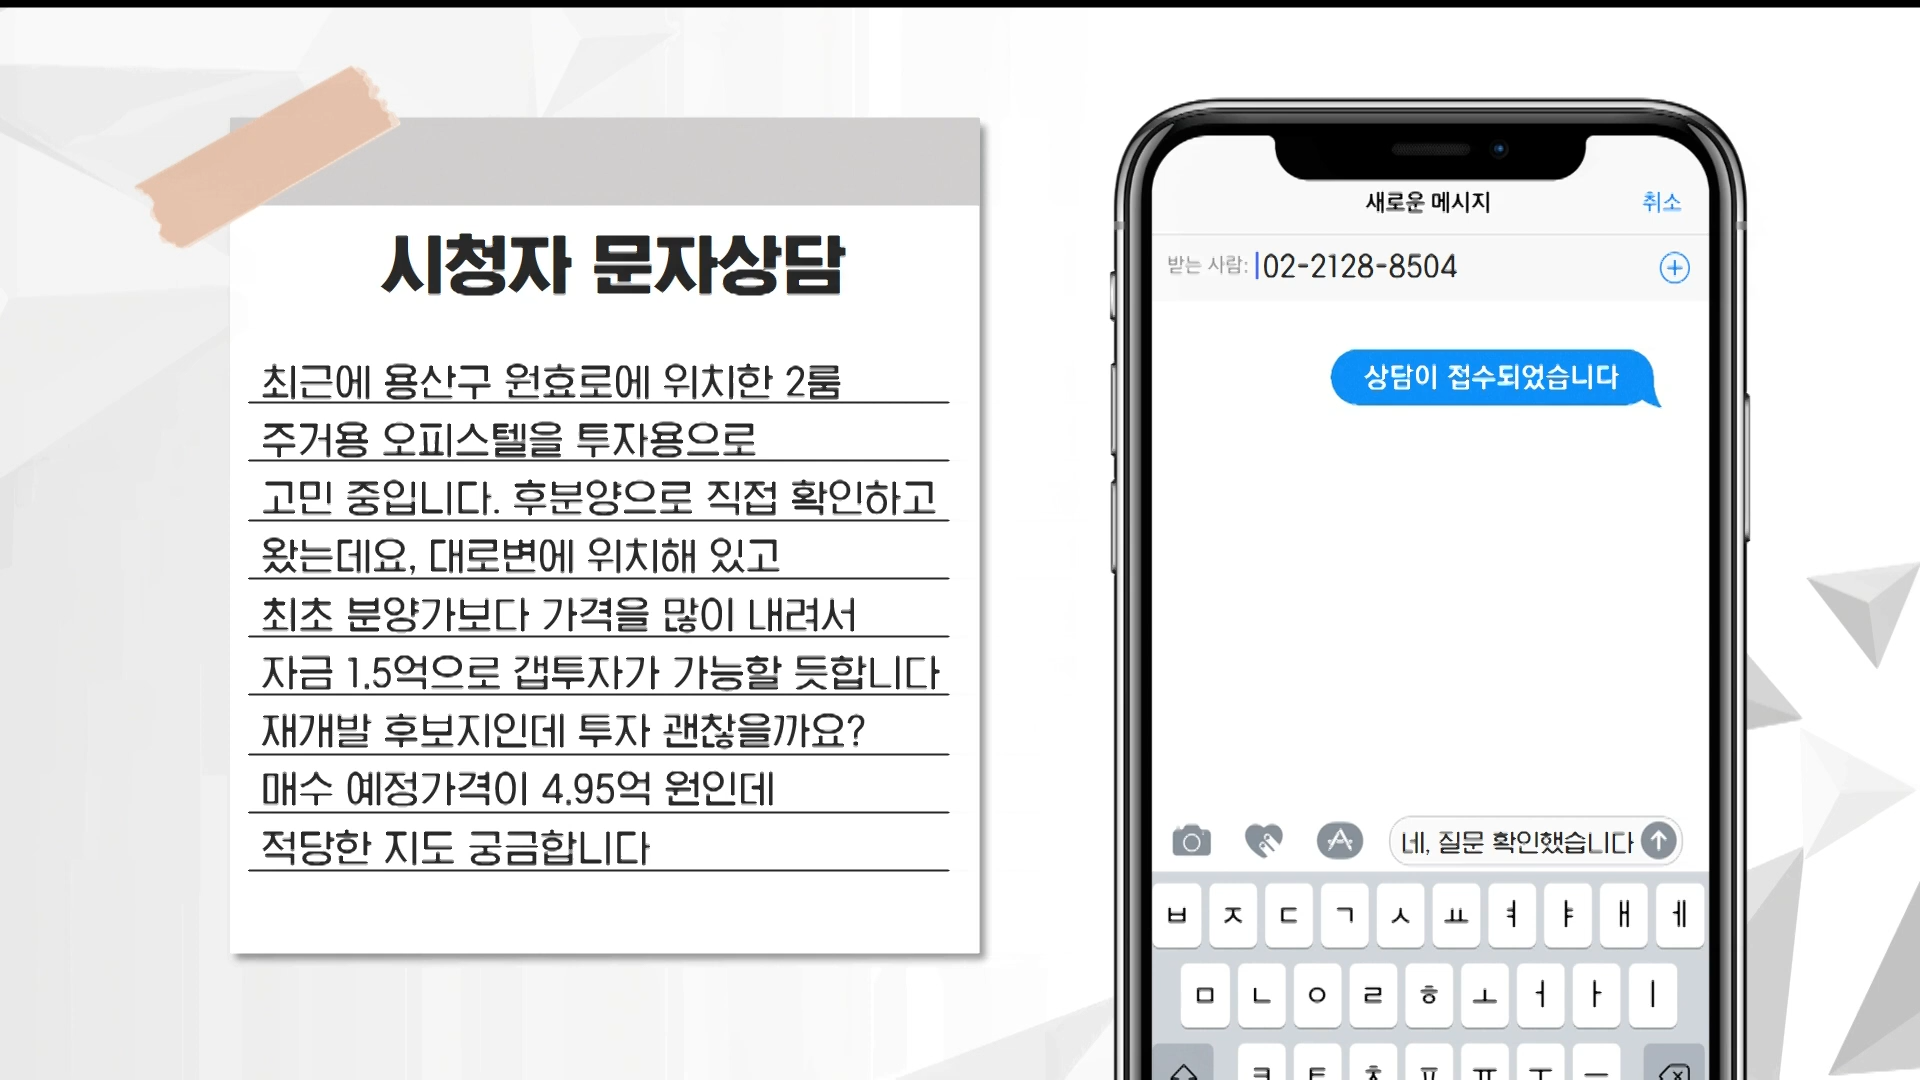 시청자 문자상담
최근에 용산구 원효로에 위치한 2룸
주거용 오피스텔을 투자용으로
고민 중입니다. 후분양으로 직접 확인하고
왔는데요, 대로변에 위치해 있고
최초 분양가보다 가격을 많이 내려서
자금 1.5억으로 갭투자가 가능할 듯합니다
재개발 후보지인데 투자 괜찮을까요?
매수 예정가격이 4.95억 원인데
적당한 지도 궁금합니다
새로운 메시지
취소
받는 사람: 02-2128-8504
상담이 접수되었습니다
네, 질문 확인했습니다
ㅂ ㅈ ㄷ ㄱ ㅅ ㅛ ㅕ ㅑ ㅐ ㅔ
ㅁ ㄴ ㅇ ㄹ ㅎ ㅗ ㅓ ㅏ ㅣ
ㅋ ㅌ ㅊ ㅍ ㅠ ㅜ ㅡ